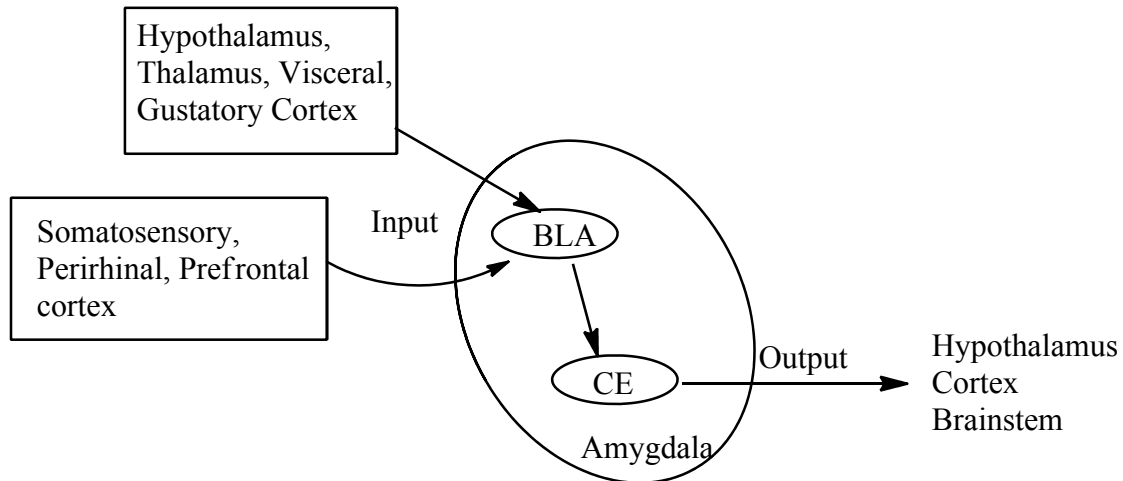 Hypothalamus,
Thalamus, Visceral,
Gustatory Cortex
Somatosensory,
Perirhinal, Prefrontal
cortex
Input
BLA
CE
Amygdala
Output
Hypothalamus
Cortex
Brainstem